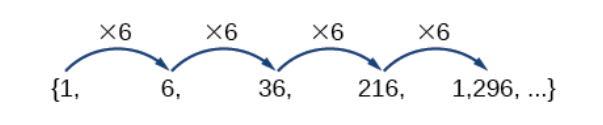 ×6 ×6 ×6 ×6
{1, 6, 36, 216, 1,296, ...}